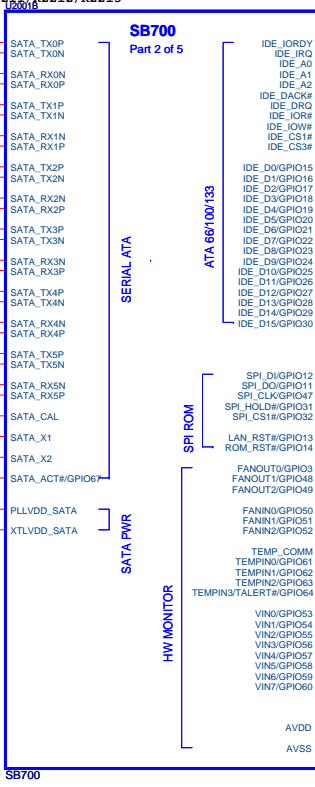 U2001B
SB700
Part 2 of 5
SATA_TX0P
SATA_TX0N
SATA_RX0N
SATA_RX0P
SATA_TX1P
SATA_TX1N
SATA_RX1N
SATA_RX1P
SATA_TX2P
SATA_TX2N
SATA_RX2N
SATA_RX2P
SATA_TX3P
SATA_TX3N
SATA_RX3N
SATA_RX3P
SATA_TX4P
SATA_TX4N
SATA_RX4N
SATA_RX4P
SATA_TX5P
SATA_TX5N
SATA_RX5N
SATA_RX5P
SATA_CAL
SATA_X1
SATA_X2
SATA_ACT#/GPIO67
PLLVDD_SATA
XTLVDD_SATA
SERIAL ATA
SATA PWR
ATA 66/100/133
SPI ROM
HW MONITOR
IDE_IORDY
IDE_IRQ
IDE_A0
IDE_A1
IDE_A2
IDE_DACK#
IDE_DRQ
IDE_IOR#
IDE_IOW#
IDE_CS1#
IDE_CS3#
IDE_D0/GPIO15
IDE_D1/GPIO16
IDE_D2/GPIO17
IDE_D3/GPIO18
IDE_D4/GPIO19
IDE_D5/GPIO20
IDE_D6/GPIO21
IDE_D7/GPIO22
IDE_D8/GPIO23
IDE_D9/GPIO24
IDE_D10/GPIO25
IDE_D11/GPIO26
IDE_D12/GPIO27
IDE_D13/GPIO28
IDE_D14/GPIO29
IDE_D15/GPIO30
SPI_DI/GPIO12
SPI_DO/GPIO11
SPI_CLK/GPIO47
SPI_HOLD#/GPIO31
SPI_CS1#/GPIO32
LAN_RST#/GPIO13
ROM_RST#/GPIO14
FANOUT0/GPIO3
FANOUT1/GPIO48
FANOUT2/GPIO49
FANIN0/GPIO50
FANIN1/GPIO51
FANIN2/GPIO52
TEMP_COMM
TEMPIN0/GPIO61
TEMPIN1/GPIO62
TEMPIN2/GPIO63
TEMPIN3/TALERT#/GPIO64
VIN0/GPIO53
VIN1/GPIO54
VIN2/GPIO55
VIN3/GPIO56
VIN4/GPIO57
VIN5/GPIO58
VIN6/GPIO59
VIN7/GPIO60
AVDD
AVSS
SB700